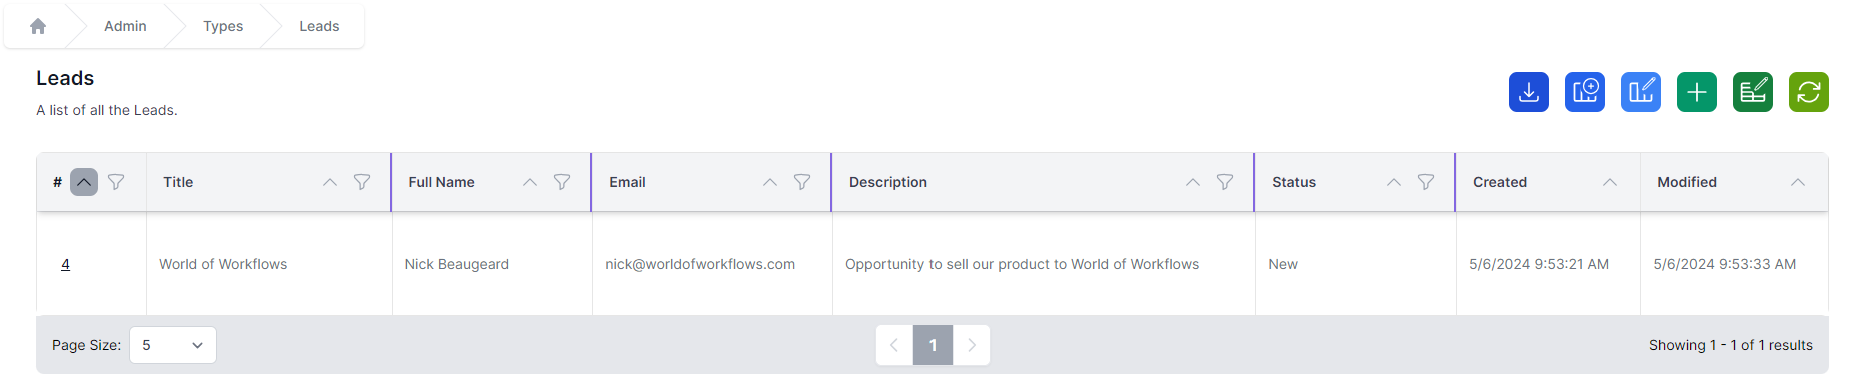 Admin
Types
Leads
Leads
A list of all the Leads.
# Title Full Name Email Description Status Created Modified
4 World of Workflows Nick Beaugeard nick@worldofworkflows.com Opportunity to sell our product to World of Workflows New 5/6/2024 9:53:21 AM 5/6/2024 9:53:33 AM
Page Size: 5 1 Showing 1 - 1 of 1 results